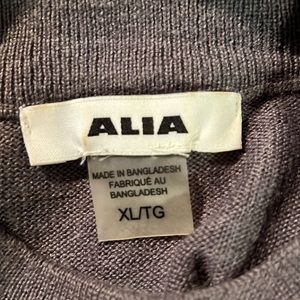 ALIA
MADE IN BANGLADESH
FABRIQUÉ AU
BANGLADESH
XL/TG